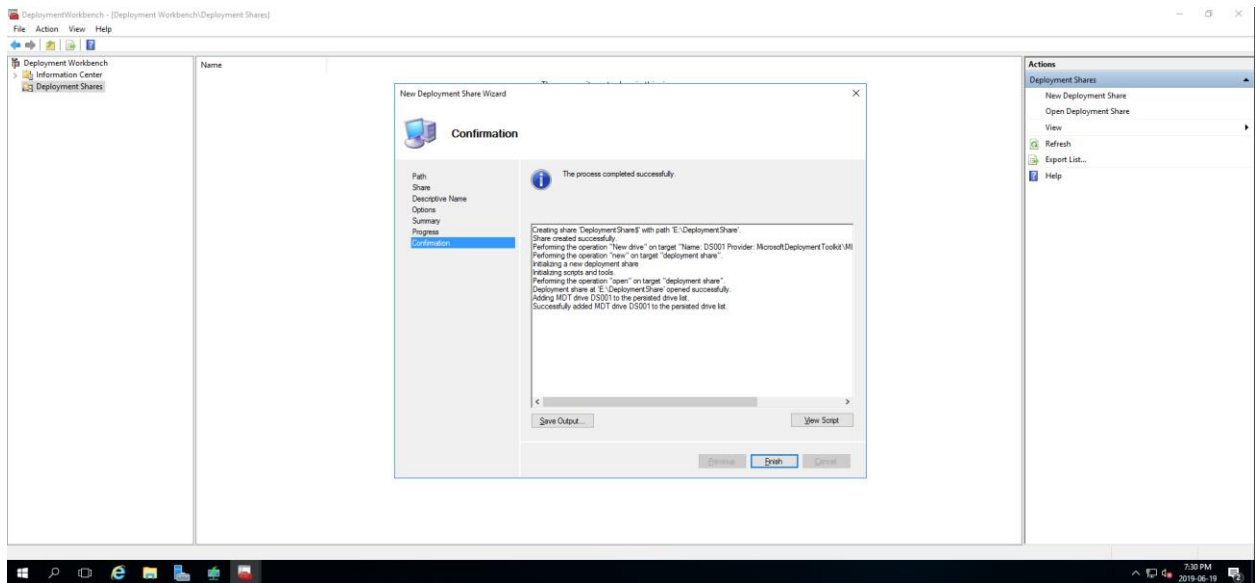 DeploymentWorkbench - [Deployment Workbench\Deployment Shares]
File Action View Help
Deployment Workbench
Information Center
Deployment Shares
Name
New Deployment Share Wizard
Confirmation
Path
Share
Descriptive Name
Options
Summary
Progress
Confirmation
The process completed successfully.
Creating share 'DeploymentShare$' with path 'E:\DeploymentShare'.
Share created successfully.
Performing the operation "New drive" on target "Name: DS001 Provider: MicrosoftDeploymentToolkit\MI
Performing the operation "new" on target "deployment share".
Initializing a new deployment share
Initializing scripts and tools.
Performing the operation "open" on target "deployment share".
Deployment share at 'E:\DeploymentShare' opened successfully.
Adding MDT drive DS001 to the persisted drive list.
Successfully added MDT drive DS001 to the persisted drive list.
Save Output...
View Script
Previous
Finish
Cancel
Actions
Deployment Shares
New Deployment Share
Open Deployment Share
View
Refresh
Export List...
Help
7:30 PM
2019-06-19